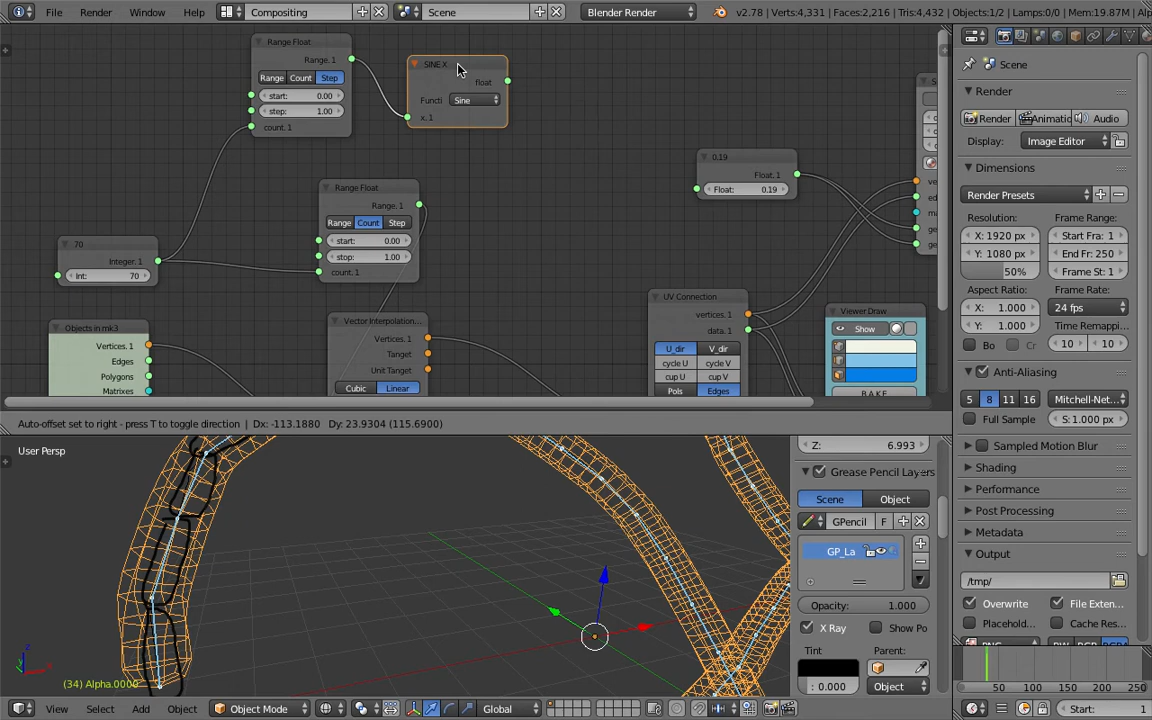 File Render Window Help Compositing Scene Blender Render v2.78 | Verts:4,331 | Faces:2,216 | Tris:4,432 | Objects:1/2 | Lamps:0/0 | Mem:19.87M
Range Float
Range. 1
Range Count Step
start: 0.00
step: 1.00
count. 1
SINE X
float
Functi Sine
x. 1
Range Float
Range. 1
Range Count Step
start: 0.00
stop: 1.00
count. 1
70
Integer. 1
Int: 70
0.19
Float. 1
Float: 0.19
Objects in mk3
Vertices. 1
Edges
Polygons
Matrixes
Vector Interpolation...
Vertices. 1
Target
Unit Target
Cubic Linear
UV Connection
vertices. 1
data. 1
U_dir V_dir
cycle U cycle V
cup U cup V
Pols Edges
Viewer Draw
Show
BAKE
ve
ed
ma
ge
ge
Auto-offset set to right - press T to toggle direction | Dx: -113.1880 Dy: 23.9304 (115.6900)
User Persp
(34) Alpha.0000
View Select Add Object Object Mode Global
Z: 6.993
Grease Pencil Layers
Scene Object
GPencil F
GP_La
Opacity: 1.000
X Ray Show Po
Tint Parent:
: 0.000 Object
Scene
Render
Render Animatic Audio
Display: Image Editor
Dimensions
Render Presets
Resolution: Frame Range:
X: 1920 px Start Fra: 1
Y: 1080 px End Fr: 250
50% Frame St: 1
Aspect Ratio: Frame Rate:
X: 1.000 24 fps
Y: 1.000 Time Remappi...
Bo Cr 10 10
Anti-Aliasing
5 8 11 16 Mitchell-Net...
Full Sample S: 1.000 px
Sampled Motion Blur
Shading
Performance
Post Processing
Metadata
Output
/tmp/
Overwrite File Exten...
Placehold... Cache Res...
50 100 150 200 250
Start: 1